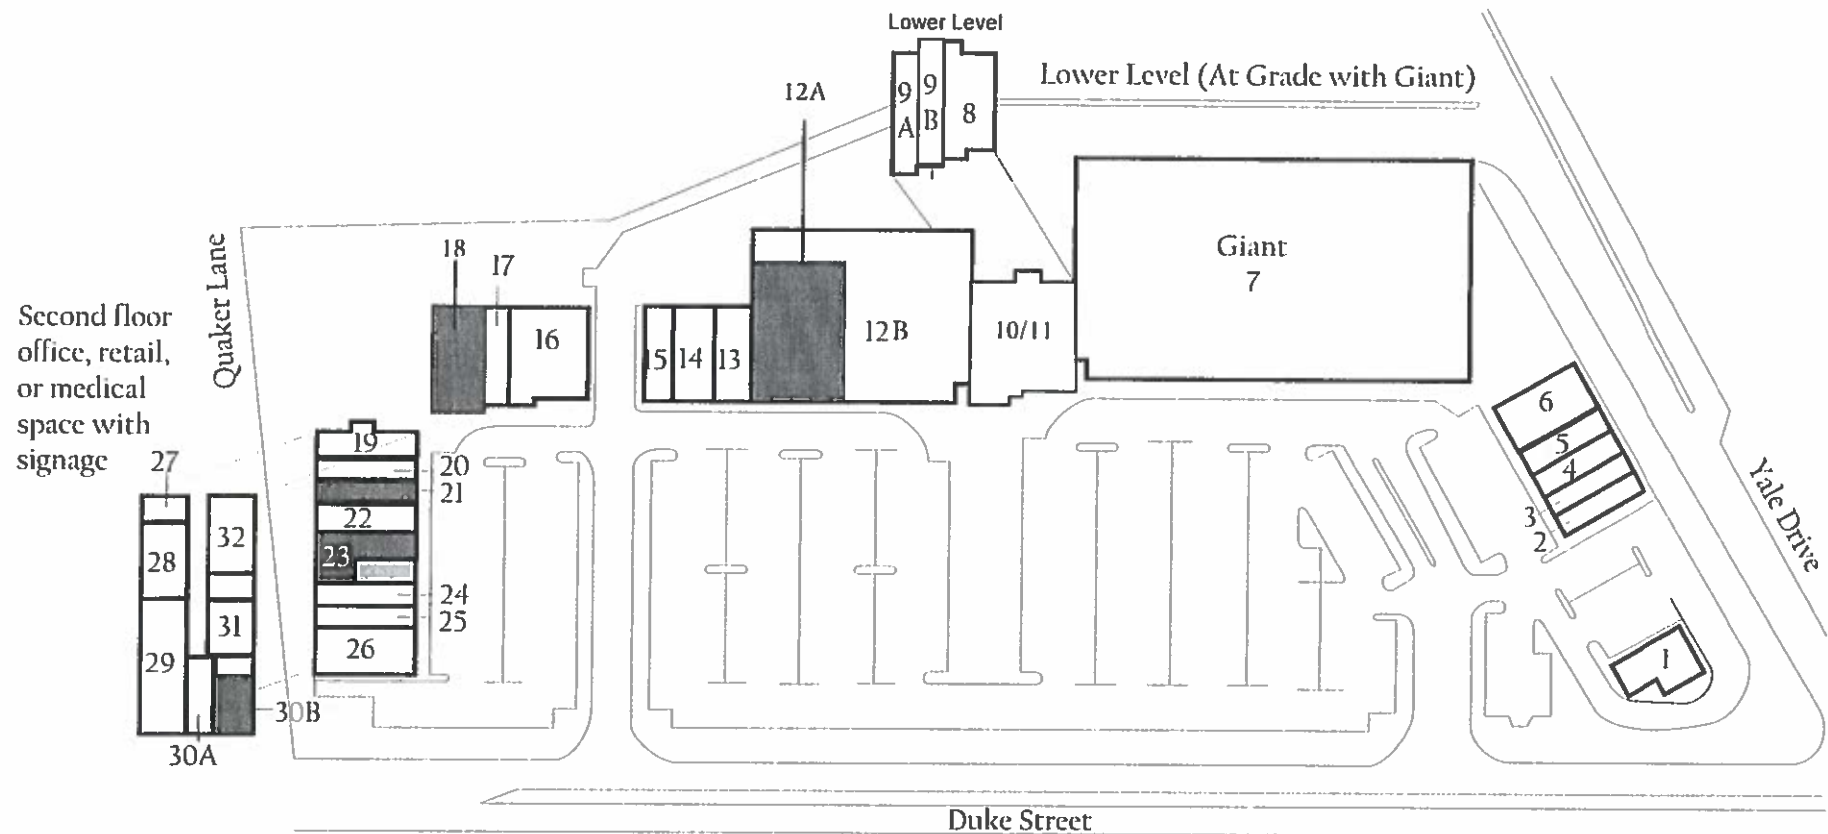 Lower Level
Lower Level (At Grade with Giant)
12A
9
A
9
B
8
Giant
7
18
17
16
15
14
13
12B
10/11
Quaker Lane
Second floor
office, retail,
or medical
space with
signage
6
5
4
3
2
Yale Drive
1
19
20
21
22
23
24
25
26
27
28
29
32
31
30B
30A
Duke Street